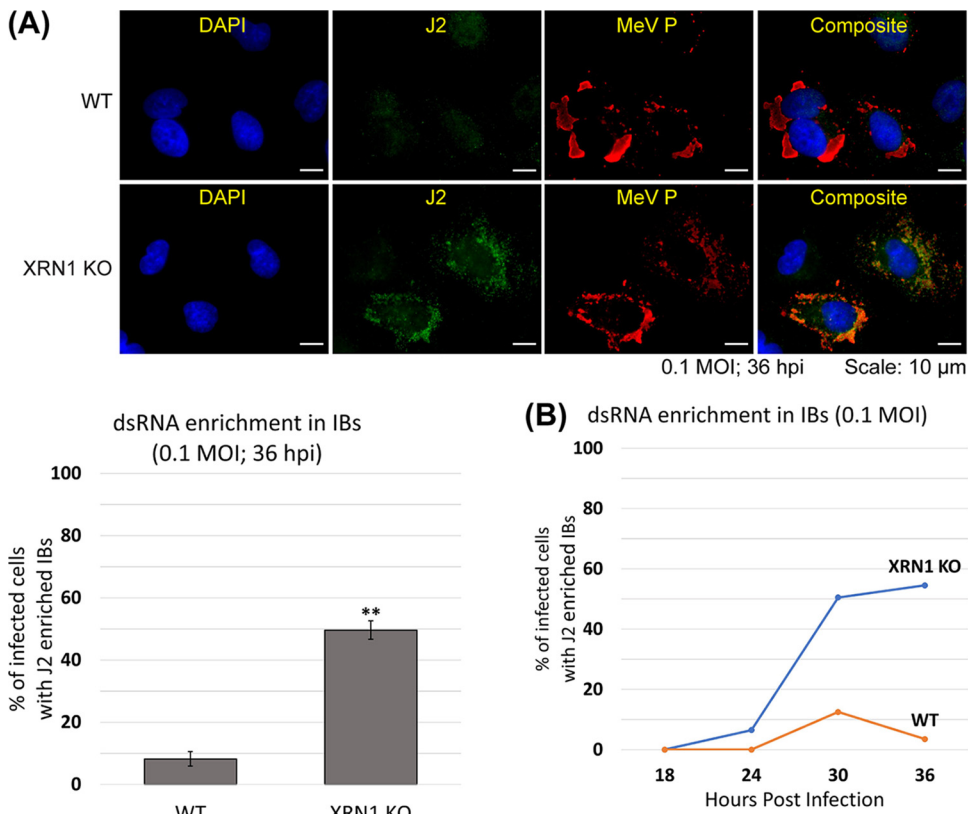 (A)
DAPI J2 MeV P Composite
WT
DAPI J2 MeV P Composite
XRN1 KO
0.1 MOI; 36 hpi Scale: 10 µm
dsRNA enrichment in IBs
(0.1 MOI; 36 hpi)
% of infected cells
with J2 enriched IBs
100
80
60
40
20
0
**
WT XRN1 KO
(B) dsRNA enrichment in IBs (0.1 MOI)
% of infected cells
with J2 enriched IBs
100
80
60
40
20
0
XRN1 KO
WT
18 24 30 36
Hours Post Infection